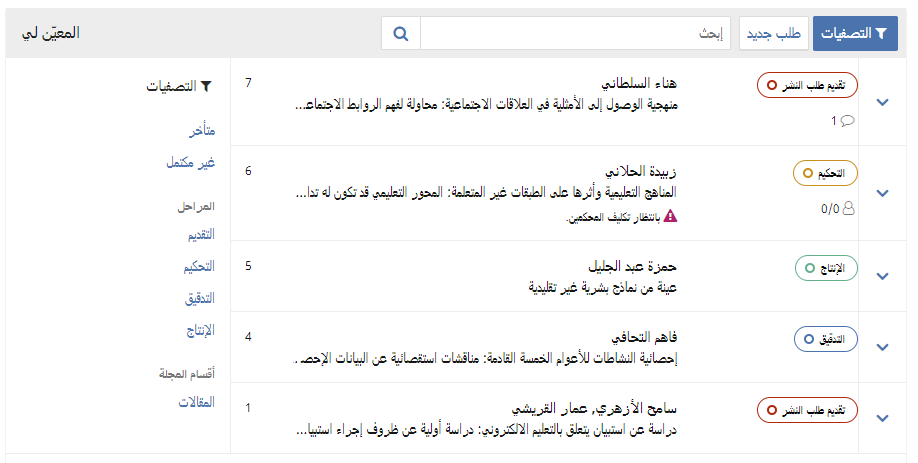 المعيّن لي
إبحث
طلب جديد
التصفيات
تقديم طلب النشر
هناء السلطاني
7
منهجية الوصول إلى الأمثلية في العلاقات الاجتماعية: محاولة لفهم الروابط الاجتماعـ...
1
التحكيم
زبيدة الحلاني
6
المناهج التعليمية وأثرها على الطبقات غير المتعلمة: المحور التعليمي قد تكون له تدا...
بانتظار تكليف المحكمين.
0/0
الإنتاج
حمزة عبد الجليل
5
عينة من نماذج بشرية غير تقليدية
التدقيق
فاهم التحافي
4
إحصائية النشاطات للأعوام الخمسة القادمة: مناقشات استقصائية عن البيانات الإحصـ...
تقديم طلب النشر
سامح الأزهري, عمار القريشي
1
دراسة عن استبيان يتعلق بالتعليم الالكتروني: دراسة أولية عن ظروف إجراء استبيا...
التصفيات
متأخر
غير مكتمل
المراحل
التقديم
التحكيم
التدقيق
الإنتاج
أقسام المجلة
المقالات